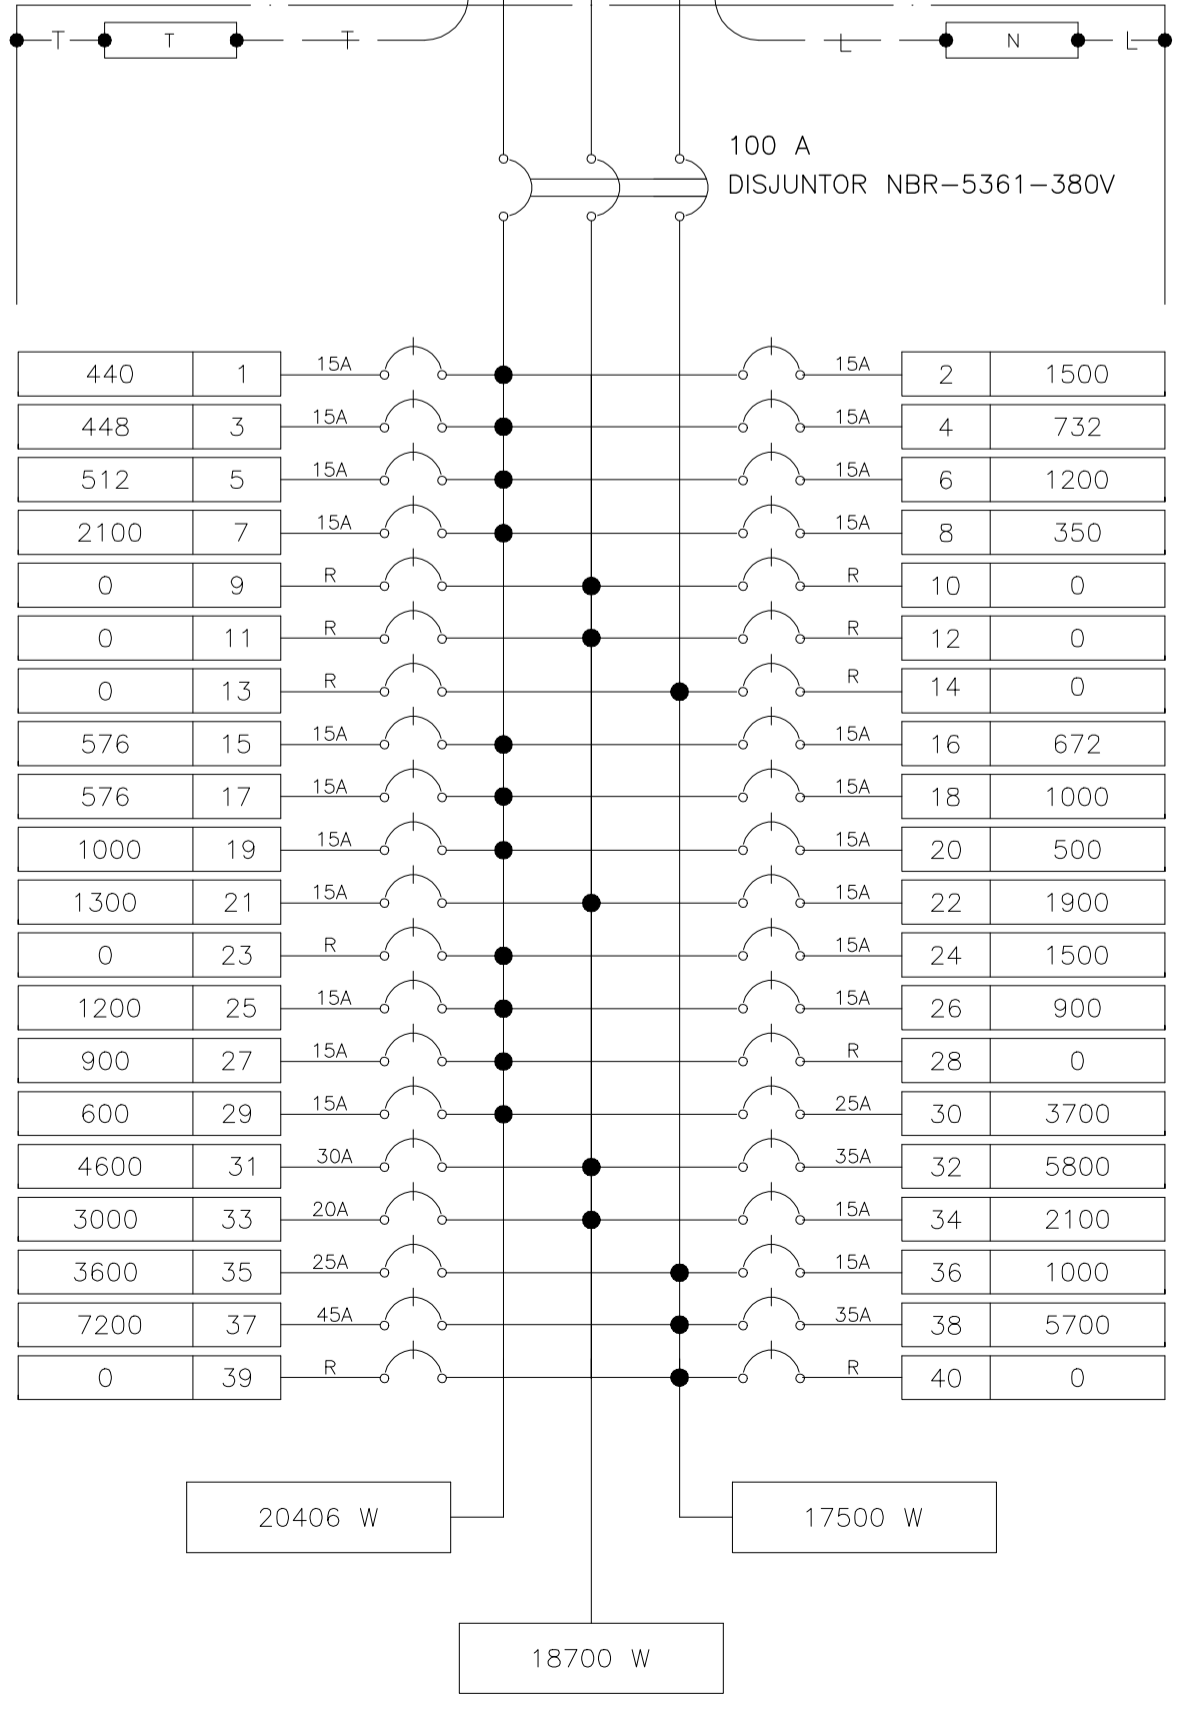 T T T L N L
100 A
DISJUNTOR NBR-5361-380V
440 1 15A 15A 2 1500
448 3 15A 15A 4 732
512 5 15A 15A 6 1200
2100 7 15A 15A 8 350
0 9 R R 10 0
0 11 R R 12 0
0 13 R R 14 0
576 15 15A 15A 16 672
576 17 15A 15A 18 1000
1000 19 15A 15A 20 500
1300 21 15A 15A 22 1900
0 23 R 15A 24 1500
1200 25 15A 15A 26 900
900 27 15A R 28 0
600 29 15A 25A 30 3700
4600 31 30A 35A 32 5800
3000 33 20A 15A 34 2100
3600 35 25A 15A 36 1000
7200 37 45A 35A 38 5700
0 39 R R 40 0
20406 W 17500 W
18700 W